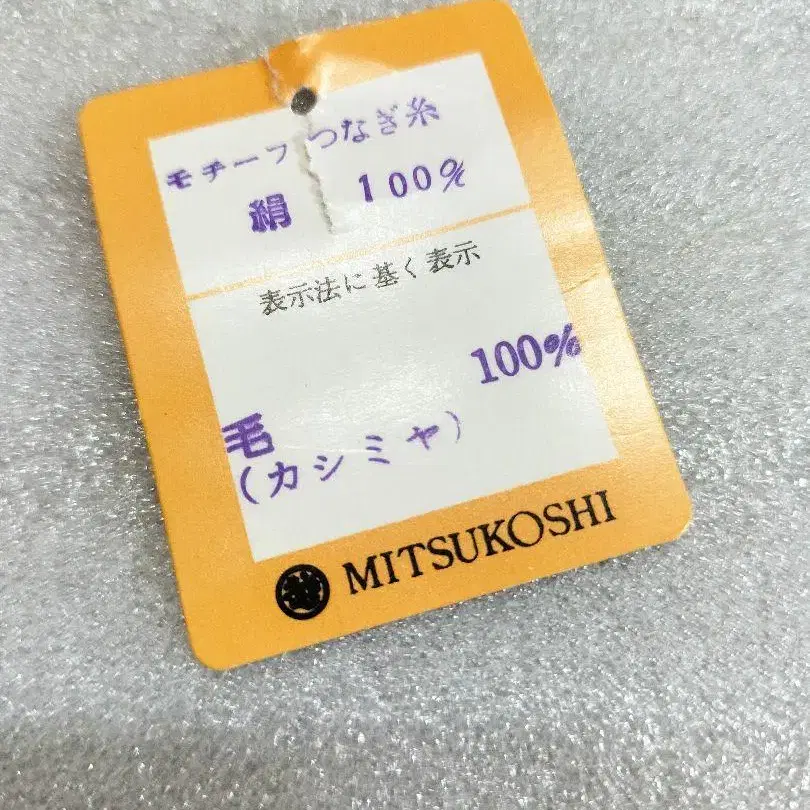 モチーフつなぎ糸
絹 100%
表示法に基く表示
100%
毛
(カシミヤ)
MITSUKOSHI